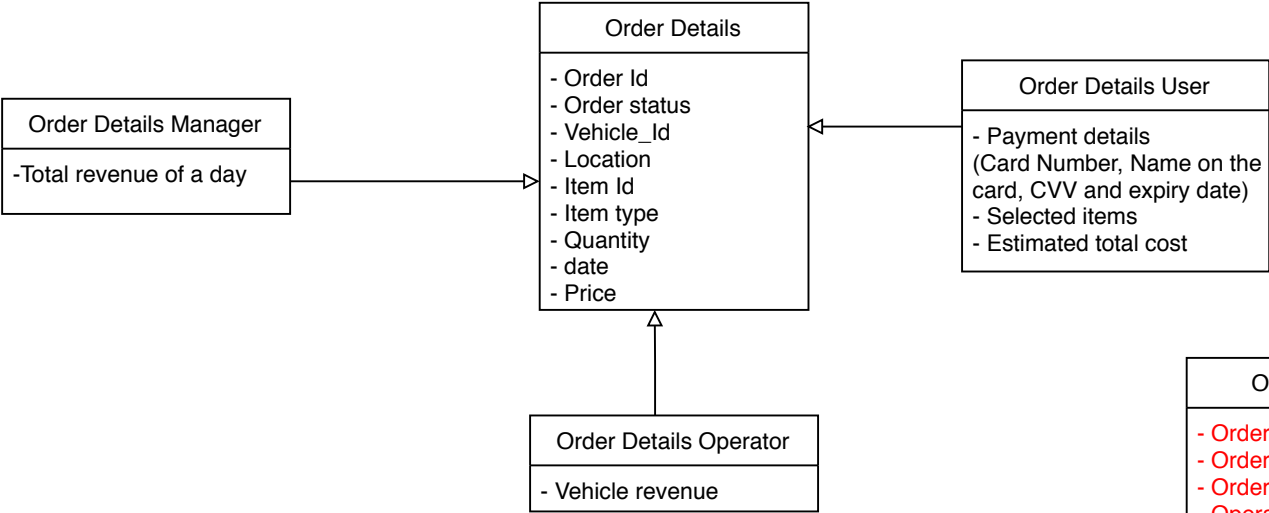 Order Details
- Order Id
- Order status
- Vehicle_Id
- Location
- Item Id
- Item type
- Quantity
- date
- Price
Order Details Manager
-Total revenue of a day
Order Details User
- Payment details
(Card Number, Name on the
card, CVV and expiry date)
- Selected items
- Estimated total cost
Order Details Operator
- Vehicle revenue
O
- Order
- Order
- Order